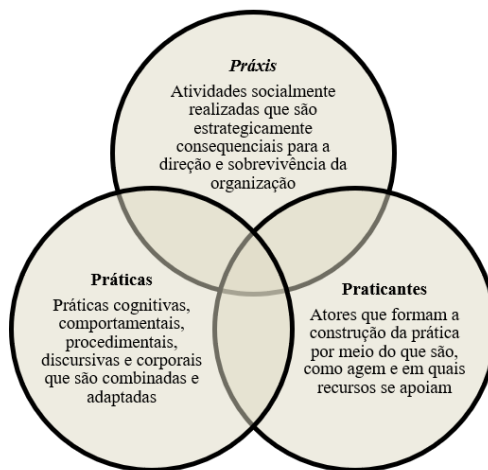 Práxis
Atividades socialmente
realizadas que são
estrategicamente
consequenciais para a
direção e sobrevivência da
organização
Práticas
Práticas cognitivas,
comportamentais,
procedimentais,
discursivas e corporais
que são combinadas e
adaptadas
Praticantes
Atores que formam a
construção da prática
por meio do que são,
como agem e em quais
recursos se apoiam